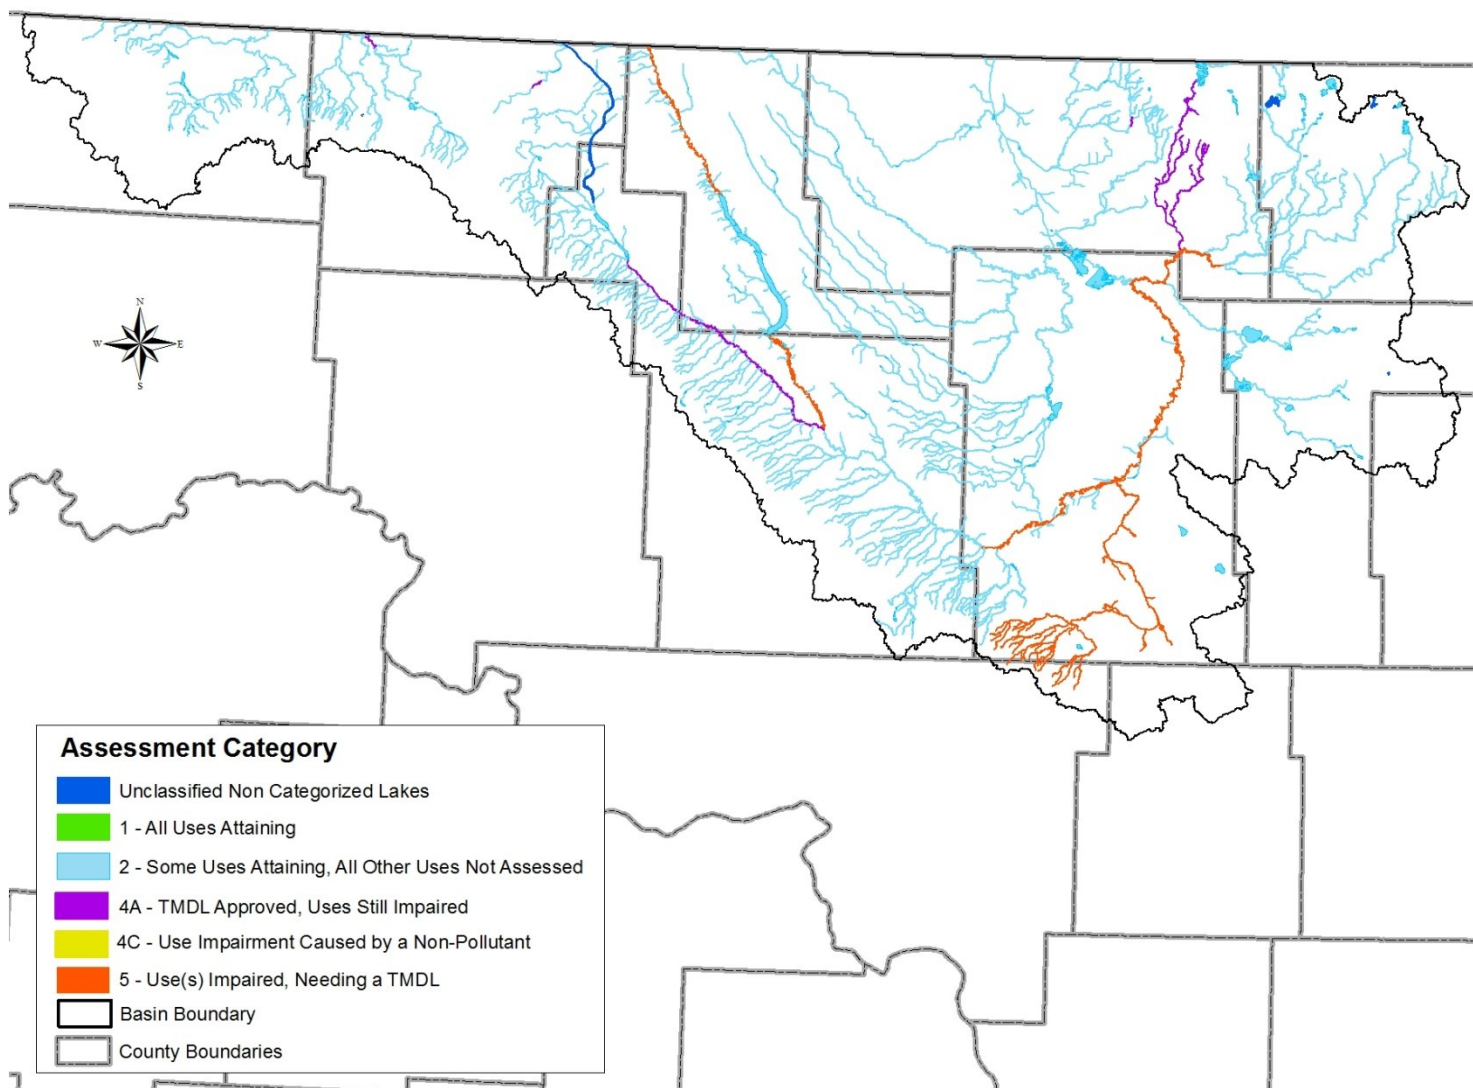 N
W E
S
Assessment Category
Unclassified Non Categorized Lakes
1 - All Uses Attaining
2 - Some Uses Attaining, All Other Uses Not Assessed
4A - TMDL Approved, Uses Still Impaired
4C - Use Impairment Caused by a Non-Pollutant
5 - Use(s) Impaired, Needing a TMDL
Basin Boundary
County Boundaries